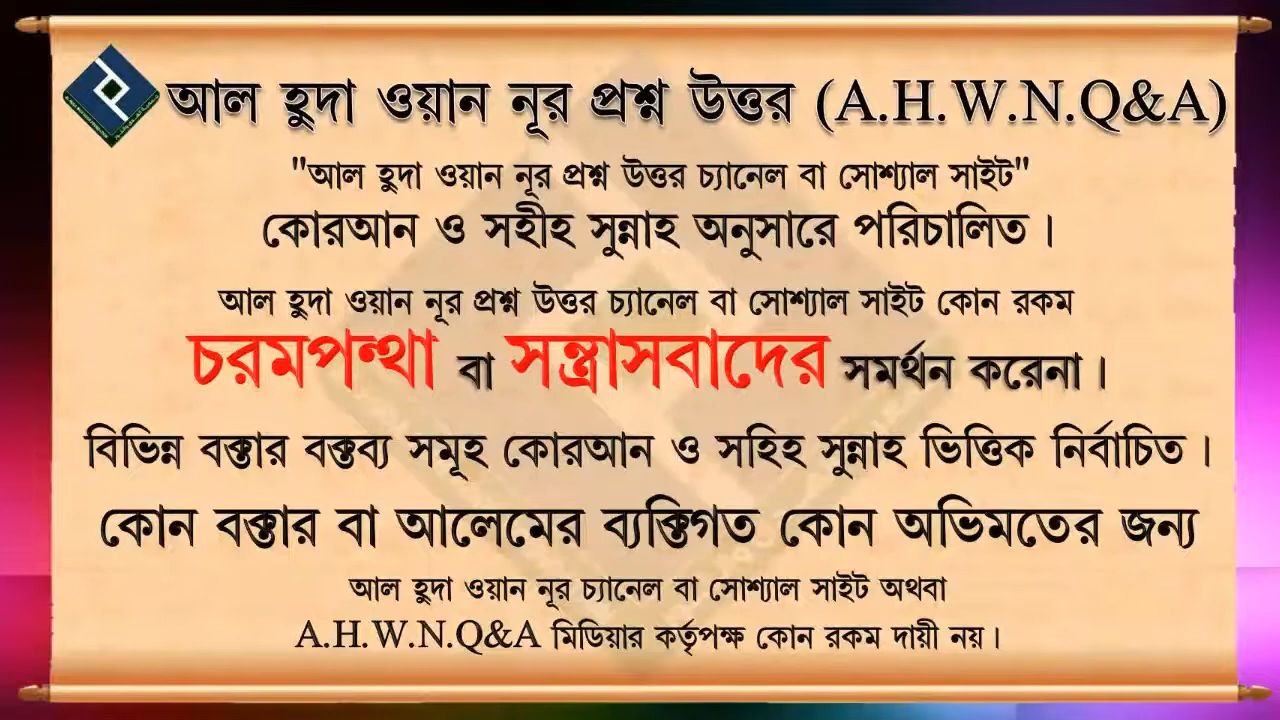 আল হুদা ওয়ান নূর প্রশ্ন উত্তর (A.H.W.N.Q&A)
"আল হুদা ওয়ান নূর প্রশ্ন উত্তর চ্যানেল বা সোশ্যাল সাইট"
কোরআন ও সহীহ সুন্নাহ অনুসারে পরিচালিত।
আল হুদা ওয়ান নূর প্রশ্ন উত্তর চ্যানেল বা সোশ্যাল সাইট কোন রকম
চরমপন্থা বা সন্ত্রাসবাদের সমর্থন করেনা।
বিভিন্ন বক্তার বক্তব্য সমূহ কোরআন ও সহিহ সুন্নাহ ভিত্তিক নির্বাচিত।
কোন বক্তার বা আলেমের ব্যক্তিগত কোন অভিমতের জন্য
আল হুদা ওয়ান নূর চ্যানেল বা সোশ্যাল সাইট অথবা
A.H.W.N.Q&A মিডিয়ার কর্তৃপক্ষ কোন রকম দায়ী নয়।